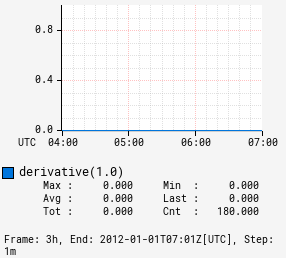 0.8
0.4
0.0
UTC 04:00 05:00 06:00 07:00
derivative(1.0)
Max : 0.000 Min : 0.000
Avg : 0.000 Last : 0.000
Tot : 0.000 Cnt : 180.000
Frame: 3h, End: 2012-01-01T07:01Z[UTC], Step:
1m